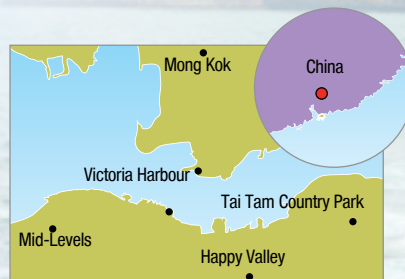 Mong Kok
China
Victoria Harbour
Tai Tam Country Park
Mid-Levels
Happy Valley